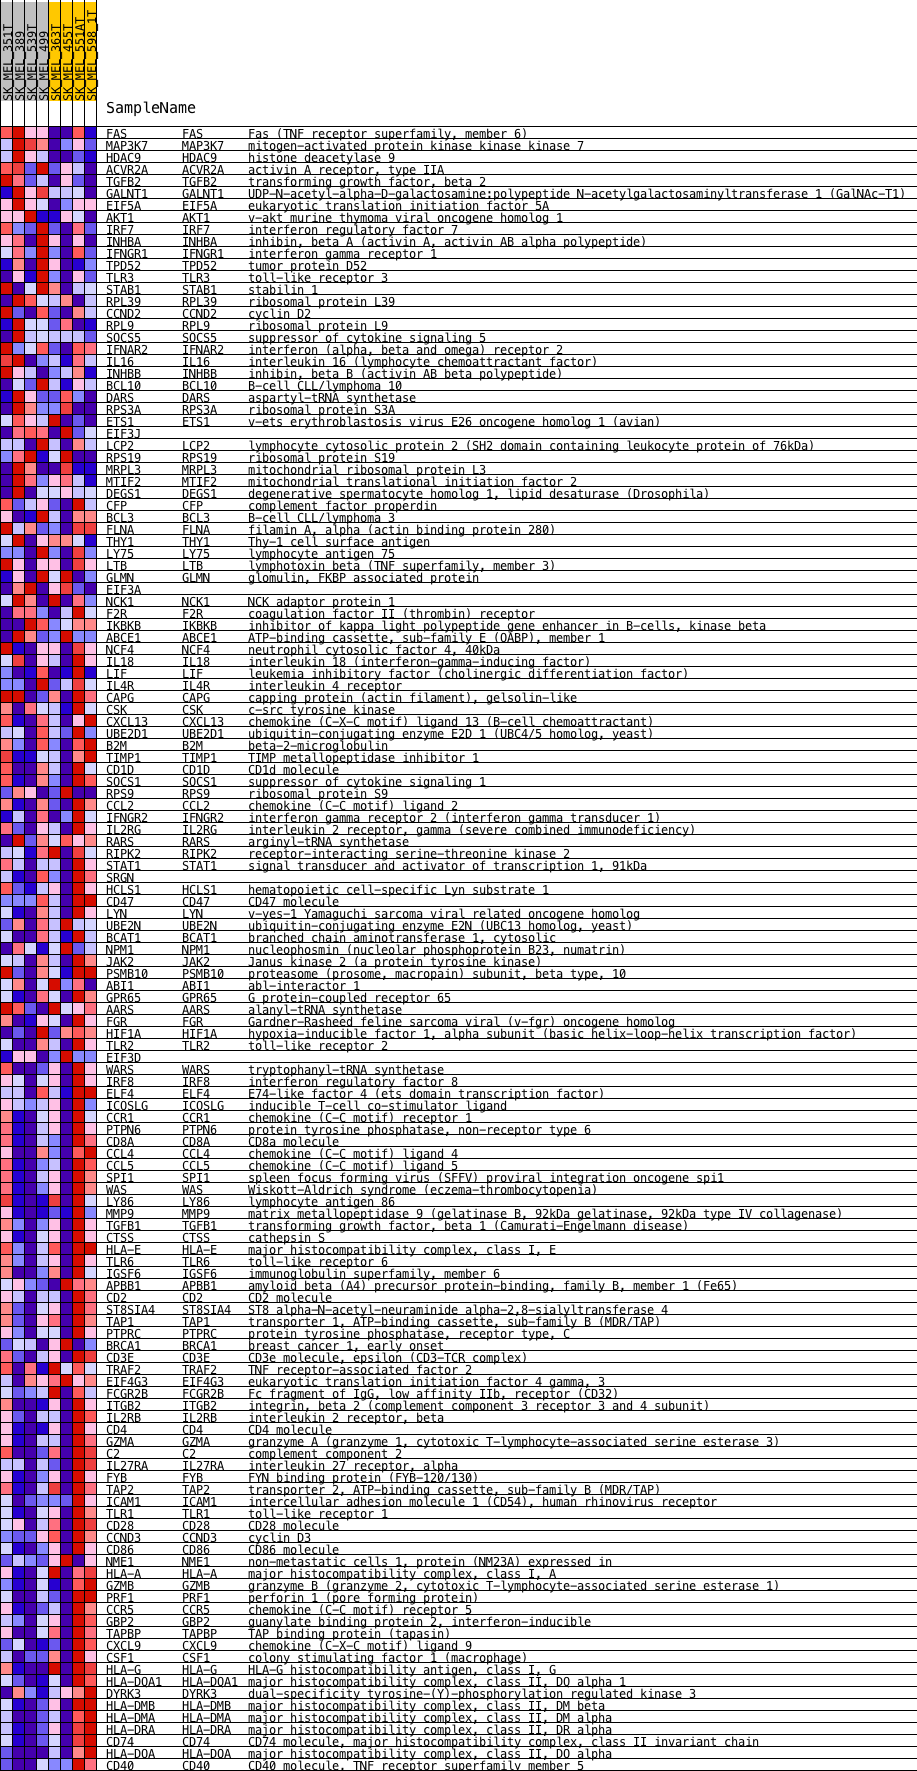 SK_MEL_351T
SK_MEL_389
SK_MEL_539T
SK_MEL_499
SK_MEL_363T
SK_MEL_455T
SK_MEL_551AT
SK_MEL_598_1T
SampleName
FAS FAS Fas (TNF receptor superfamily, member 6)
MAP3K7 MAP3K7 mitogen-activated protein kinase kinase kinase 7
HDAC9 HDAC9 histone deacetylase 9
ACVR2A ACVR2A activin A receptor, type IIA
TGFB2 TGFB2 transforming growth factor, beta 2
GALNT1 GALNT1 UDP-N-acetyl-alpha-D-galactosamine:polypeptide N-acetylgalactosaminyltransferase 1 (GalNAc-T1)
EIF5A EIF5A eukaryotic translation initiation factor 5A
AKT1 AKT1 v-akt murine thymoma viral oncogene homolog 1
IRF7 IRF7 interferon regulatory factor 7
INHBA INHBA inhibin, beta A (activin A, activin AB alpha polypeptide)
IFNGR1 IFNGR1 interferon gamma receptor 1
TPD52 TPD52 tumor protein D52
TLR3 TLR3 toll-like receptor 3
STAB1 STAB1 stabilin 1
RPL39 RPL39 ribosomal protein L39
CCND2 CCND2 cyclin D2
RPL9 RPL9 ribosomal protein L9
SOCS5 SOCS5 suppressor of cytokine signaling 5
IFNAR2 IFNAR2 interferon (alpha, beta and omega) receptor 2
IL16 IL16 interleukin 16 (lymphocyte chemoattractant factor)
INHBB INHBB inhibin, beta B (activin AB beta polypeptide)
BCL10 BCL10 B-cell CLL/lymphoma 10
DARS DARS aspartyl-tRNA synthetase
RPS3A RPS3A ribosomal protein S3A
ETS1 ETS1 v-ets erythroblastosis virus E26 oncogene homolog 1 (avian)
EIF3J
LCP2 LCP2 lymphocyte cytosolic protein 2 (SH2 domain containing leukocyte protein of 76kDa)
RPS19 RPS19 ribosomal protein S19
MRPL3 MRPL3 mitochondrial ribosomal protein L3
MTIF2 MTIF2 mitochondrial translational initiation factor 2
DEGS1 DEGS1 degenerative spermatocyte homolog 1, lipid desaturase (Drosophila)
CFP CFP complement factor properdin
BCL3 BCL3 B-cell CLL/lymphoma 3
FLNA FLNA filamin A, alpha (actin binding protein 280)
THY1 THY1 Thy-1 cell surface antigen
LY75 LY75 lymphocyte antigen 75
LTB LTB lymphotoxin beta (TNF superfamily, member 3)
GLMN GLMN glomulin, FKBP associated protein
EIF3A
NCK1 NCK1 NCK adaptor protein 1
F2R F2R coagulation factor II (thrombin) receptor
IKBKB IKBKB inhibitor of kappa light polypeptide gene enhancer in B-cells, kinase beta
ABCE1 ABCE1 ATP-binding cassette, sub-family E (OABP), member 1
NCF4 NCF4 neutrophil cytosolic factor 4, 40kDa
IL18 IL18 interleukin 18 (interferon-gamma-inducing factor)
LIF LIF leukemia inhibitory factor (cholinergic differentiation factor)
IL4R IL4R interleukin 4 receptor
CAPG CAPG capping protein (actin filament), gelsolin-like
CSK CSK c-src tyrosine kinase
CXCL13 CXCL13 chemokine (C-X-C motif) ligand 13 (B-cell chemoattractant)
UBE2D1 UBE2D1 ubiquitin-conjugating enzyme E2D 1 (UBC4/5 homolog, yeast)
B2M B2M beta-2-microglobulin
TIMP1 TIMP1 TIMP metallopeptidase inhibitor 1
CD1D CD1D CD1d molecule
SOCS1 SOCS1 suppressor of cytokine signaling 1
RPS9 RPS9 ribosomal protein S9
CCL2 CCL2 chemokine (C-C motif) ligand 2
IFNGR2 IFNGR2 interferon gamma receptor 2 (interferon gamma transducer 1)
IL2RG IL2RG interleukin 2 receptor, gamma (severe combined immunodeficiency)
RARS RARS arginyl-tRNA synthetase
RIPK2 RIPK2 receptor-interacting serine-threonine kinase 2
STAT1 STAT1 signal transducer and activator of transcription 1, 91kDa
SRGN
HCLS1 HCLS1 hematopoietic cell-specific Lyn substrate 1
CD47 CD47 CD47 molecule
LYN LYN v-yes-1 Yamaguchi sarcoma viral related oncogene homolog
UBE2N UBE2N ubiquitin-conjugating enzyme E2N (UBC13 homolog, yeast)
BCAT1 BCAT1 branched chain aminotransferase 1, cytosolic
NPM1 NPM1 nucleophosmin (nucleolar phosphoprotein B23, numatrin)
JAK2 JAK2 Janus kinase 2 (a protein tyrosine kinase)
PSMB10 PSMB10 proteasome (prosome, macropain) subunit, beta type, 10
ABI1 ABI1 abl-interactor 1
GPR65 GPR65 G protein-coupled receptor 65
AARS AARS alanyl-tRNA synthetase
FGR FGR Gardner-Rasheed feline sarcoma viral (v-fgr) oncogene homolog
HIF1A HIF1A hypoxia-inducible factor 1, alpha subunit (basic helix-loop-helix transcription factor)
TLR2 TLR2 toll-like receptor 2
EIF3D
WARS WARS tryptophanyl-tRNA synthetase
IRF8 IRF8 interferon regulatory factor 8
ELF4 ELF4 E74-like factor 4 (ets domain transcription factor)
ICOSLG ICOSLG inducible T-cell co-stimulator ligand
CCR1 CCR1 chemokine (C-C motif) receptor 1
PTPN6 PTPN6 protein tyrosine phosphatase, non-receptor type 6
CD8A CD8A CD8a molecule
CCL4 CCL4 chemokine (C-C motif) ligand 4
CCL5 CCL5 chemokine (C-C motif) ligand 5
SPI1 SPI1 spleen focus forming virus (SFFV) proviral integration oncogene spi1
WAS WAS Wiskott-Aldrich syndrome (eczema-thrombocytopenia)
LY86 LY86 lymphocyte antigen 86
MMP9 MMP9 matrix metallopeptidase 9 (gelatinase B, 92kDa gelatinase, 92kDa type IV collagenase)
TGFB1 TGFB1 transforming growth factor, beta 1 (Camurati-Engelmann disease)
CTSS CTSS cathepsin S
HLA-E HLA-E major histocompatibility complex, class I, E
TLR6 TLR6 toll-like receptor 6
IGSF6 IGSF6 immunoglobulin superfamily, member 6
APBB1 APBB1 amyloid beta (A4) precursor protein-binding, family B, member 1 (Fe65)
CD2 CD2 CD2 molecule
ST8SIA4 ST8SIA4 ST8 alpha-N-acetyl-neuraminide alpha-2,8-sialyltransferase 4
TAP1 TAP1 transporter 1, ATP-binding cassette, sub-family B (MDR/TAP)
PTPRC PTPRC protein tyrosine phosphatase, receptor type, C
BRCA1 BRCA1 breast cancer 1, early onset
CD3E CD3E CD3e molecule, epsilon (CD3-TCR complex)
TRAF2 TRAF2 TNF receptor-associated factor 2
EIF4G3 EIF4G3 eukaryotic translation initiation factor 4 gamma, 3
FCGR2B FCGR2B Fc fragment of IgG, low affinity IIb, receptor (CD32)
ITGB2 ITGB2 integrin, beta 2 (complement component 3 receptor 3 and 4 subunit)
IL2RB IL2RB interleukin 2 receptor, beta
CD4 CD4 CD4 molecule
GZMA GZMA granzyme A (granzyme 1, cytotoxic T-lymphocyte-associated serine esterase 3)
C2 C2 complement component 2
IL27RA IL27RA interleukin 27 receptor, alpha
FYB FYB FYN binding protein (FYB-120/130)
TAP2 TAP2 transporter 2, ATP-binding cassette, sub-family B (MDR/TAP)
ICAM1 ICAM1 intercellular adhesion molecule 1 (CD54), human rhinovirus receptor
TLR1 TLR1 toll-like receptor 1
CD28 CD28 CD28 molecule
CCND3 CCND3 cyclin D3
CD86 CD86 CD86 molecule
NME1 NME1 non-metastatic cells 1, protein (NM23A) expressed in
HLA-A HLA-A major histocompatibility complex, class I, A
GZMB GZMB granzyme B (granzyme 2, cytotoxic T-lymphocyte-associated serine esterase 1)
PRF1 PRF1 perforin 1 (pore forming protein)
CCR5 CCR5 chemokine (C-C motif) receptor 5
GBP2 GBP2 guanylate binding protein 2, interferon-inducible
TAPBP TAPBP TAP binding protein (tapasin)
CXCL9 CXCL9 chemokine (C-X-C motif) ligand 9
CSF1 CSF1 colony stimulating factor 1 (macrophage)
HLA-G HLA-G HLA-G histocompatibility antigen, class I, G
HLA-DQA1 HLA-DQA1 major histocompatibility complex, class II, DQ alpha 1
DYRK3 DYRK3 dual-specificity tyrosine-(Y)-phosphorylation regulated kinase 3
HLA-DMB HLA-DMB major histocompatibility complex, class II, DM beta
HLA-DMA HLA-DMA major histocompatibility complex, class II, DM alpha
HLA-DRA HLA-DRA major histocompatibility complex, class II, DR alpha
CD74 CD74 CD74 molecule, major histocompatibility complex, class II invariant chain
HLA-DOA HLA-DOA major histocompatibility complex, class II, DO alpha
CD40 CD40 CD40 molecule, TNF receptor superfamily member 5